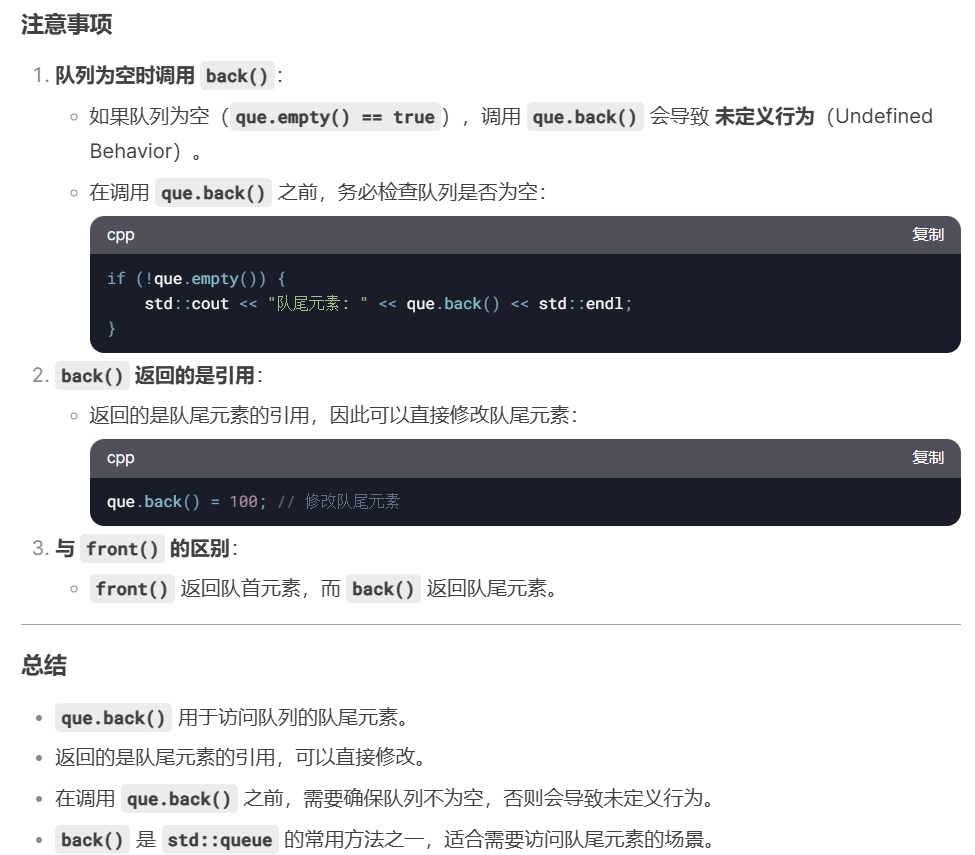 注意事项
1. 队列为空时调用 back()：
如果队列为空（que.empty() == true），调用 que.back() 会导致 未定义行为（Undefined
Behavior）。
在调用 que.back() 之前，务必检查队列是否为空：
cpp 复制
if (!que.empty()) {
    std::cout << "队尾元素: " << que.back() << std::endl;
}
2. back() 返回的是引用：
返回的是队尾元素的引用，因此可以直接修改队尾元素：
cpp 复制
que.back() = 100; // 修改队尾元素
3. 与 front() 的区别：
front() 返回队首元素，而 back() 返回队尾元素。
总结
que.back() 用于访问队列的队尾元素。
返回的是队尾元素的引用，可以直接修改。
在调用 que.back() 之前，需要确保队列不为空，否则会导致未定义行为。
back() 是 std::queue 的常用方法之一，适合需要访问队尾元素的场景。